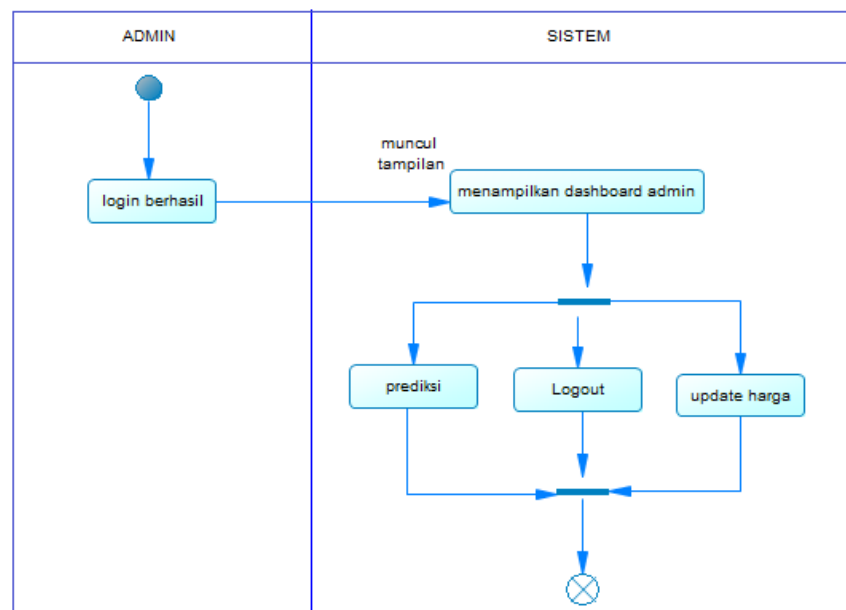 ADMIN
SISTEM
muncul
tampilan
login berhasil
menampilkan dashboard admin
prediksi
Logout
update harga